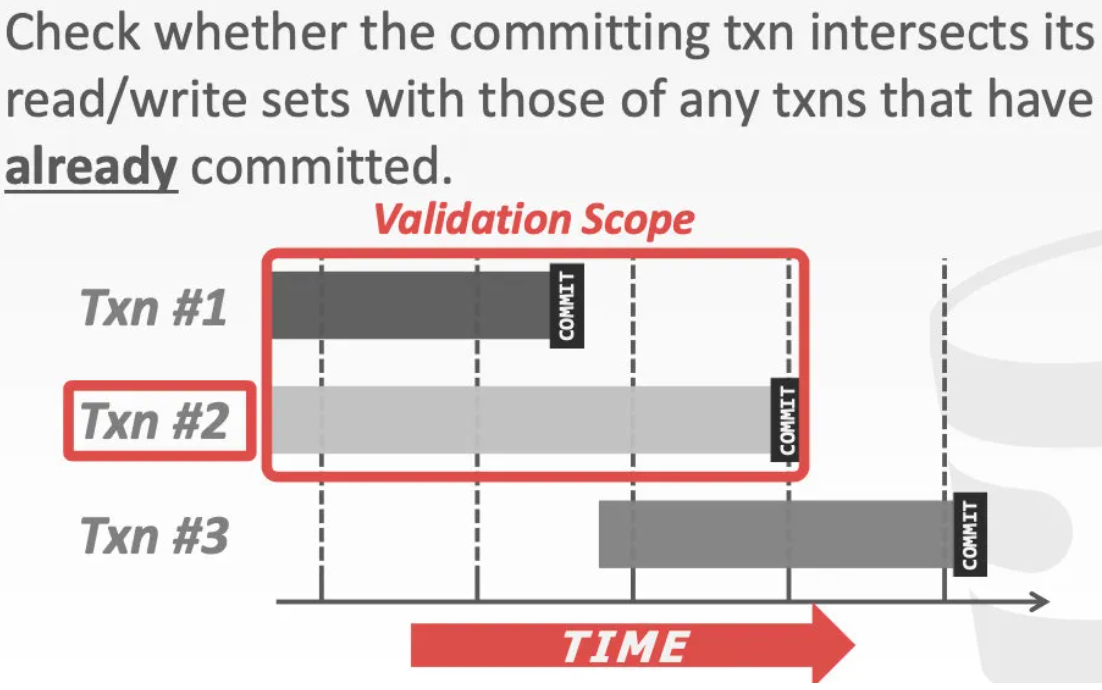 Check whether the committing txn intersects its
read/write sets with those of any txns that have
already committed.
Validation Scope
Txn #1
COMMIT
Txn #2
COMMIT
Txn #3
COMMIT
TIME